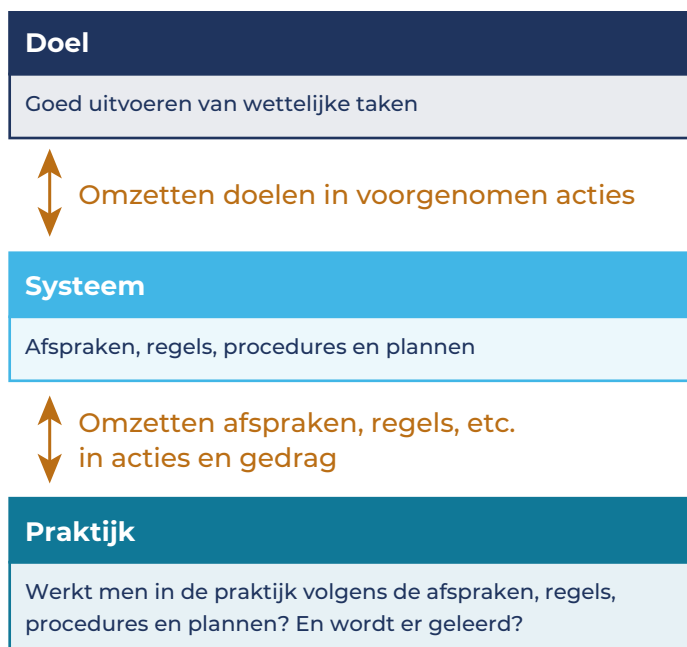 Doel
Goed uitvoeren van wettelijke taken
Omzetten doelen in voorgenomen acties
Systeem
Afspraken, regels, procedures en plannen
Omzetten afspraken, regels, etc.
in acties en gedrag
Praktijk
Werkt men in de praktijk volgens de afspraken, regels,
procedures en plannen? En wordt er geleerd?